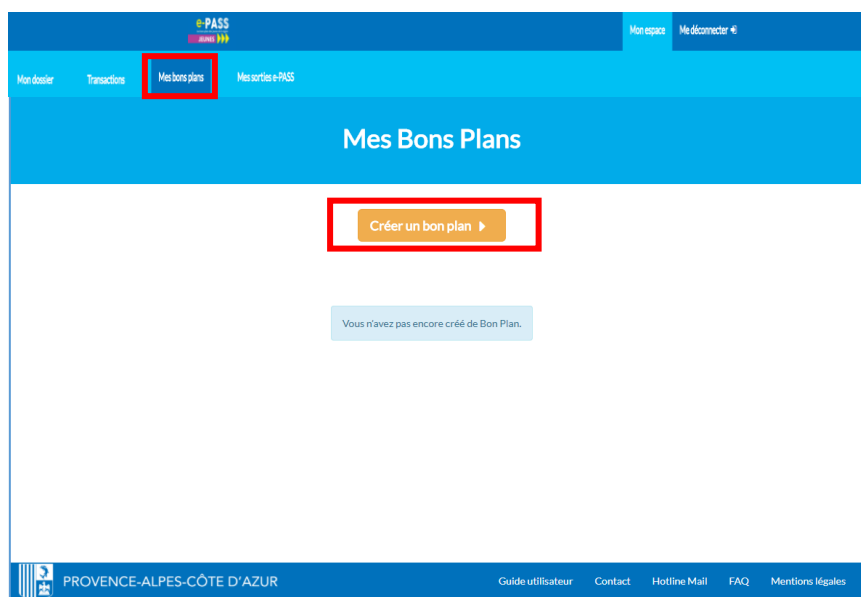 e-PASS
JEUNES
Mon espace Me déconnecter
Mon dossier Transactions Mes bons plans Mes sorties e-PASS
Mes Bons Plans
Créer un bon plan
Vous n'avez pas encore créé de Bon Plan.
PROVENCE-ALPES-CÔTE D'AZUR Guide utilisateur Contact Hotline Mail FAQ Mentions légales